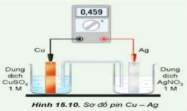 0,459
Cu
Ag
Dung
dịch
CuSO₄
1 M
Dung
dịch
AgNO₃
1 M
Hình 15.10. Sơ đồ pin Cu – Ag